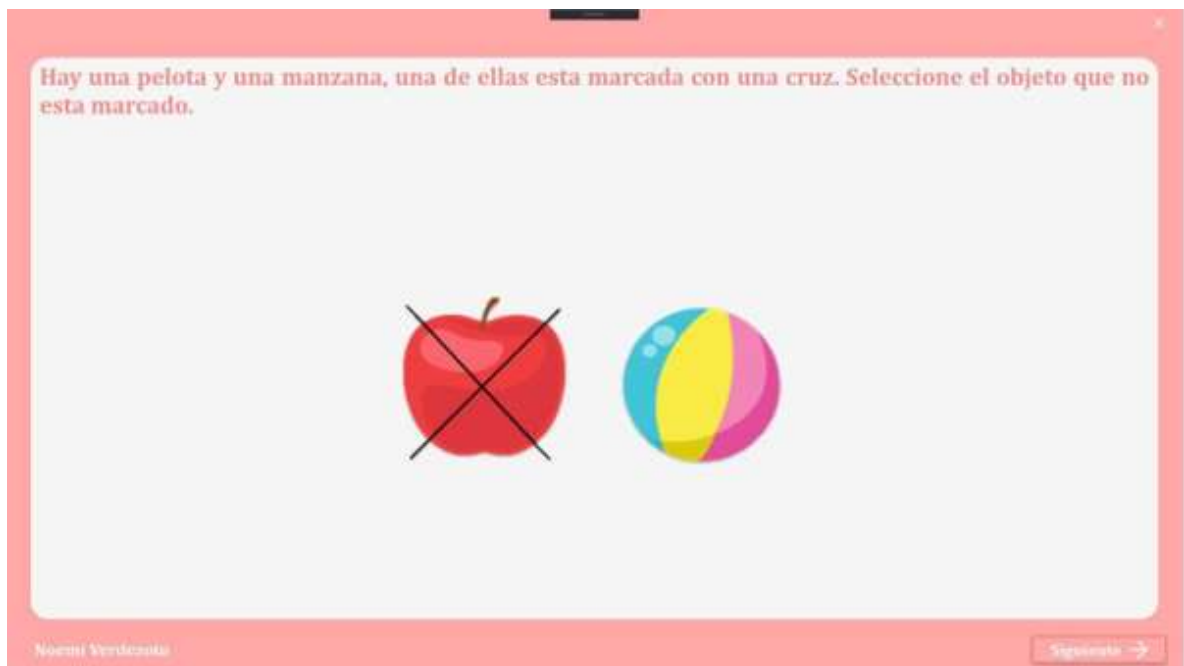 Hay una pelota y una manzana, una de ellas esta marcada con una cruz. Seleccione el objeto que no
esta marcado.
Noemi Verdezoto
Siguiente